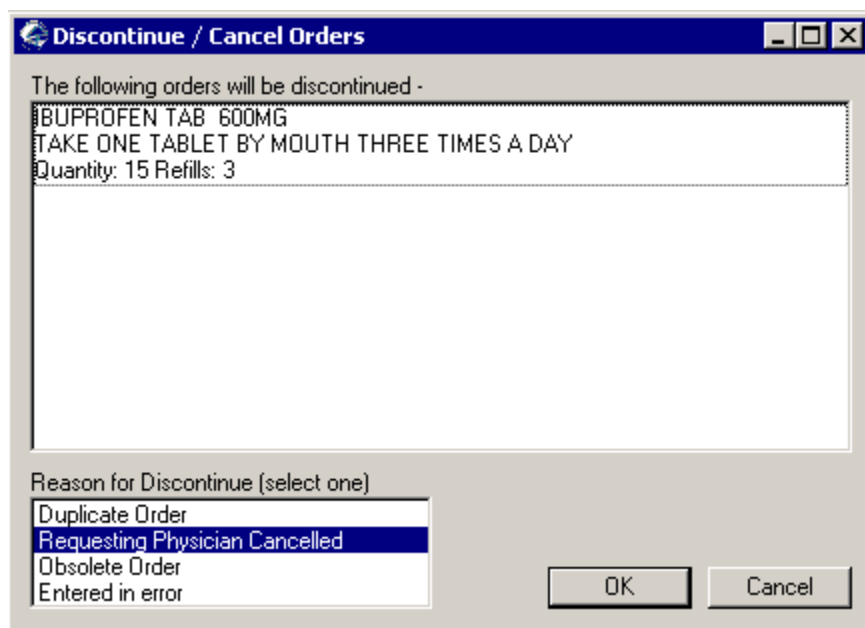 Discontinue / Cancel Orders
The following orders will be discontinued -
IBUPROFEN TAB  600MG
TAKE ONE TABLET BY MOUTH THREE TIMES A DAY
Quantity: 15 Refills: 3
Reason for Discontinue (select one)
Duplicate Order
Requesting Physician Cancelled
Obsolete Order
Entered in error
OK
Cancel